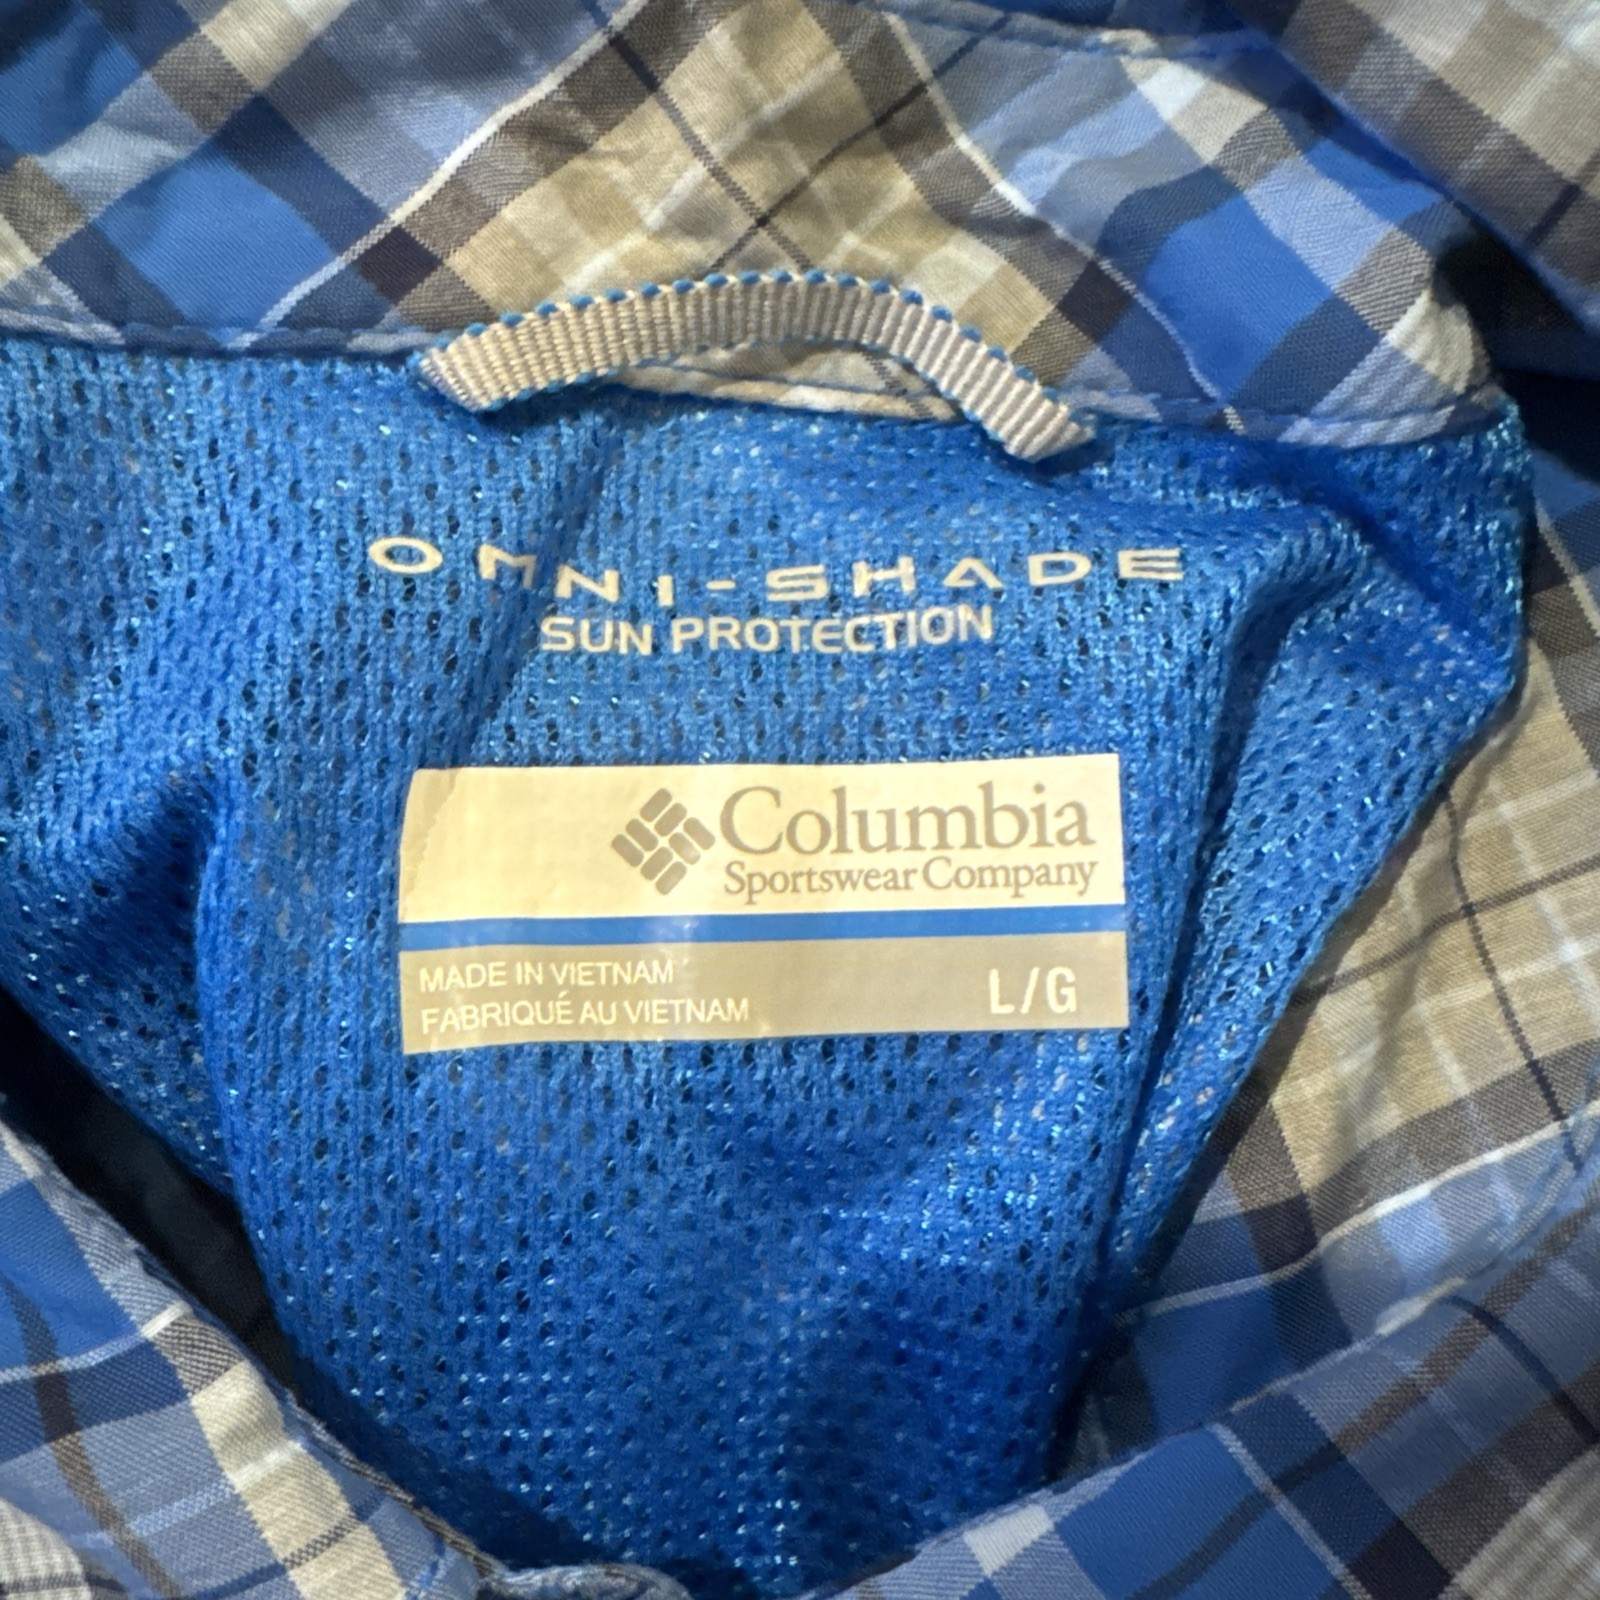 OMNI-SHADE
SUN PROTECTION
Columbia
Sportswear Company
MADE IN VIETNAM
FABRIQUÉ AU VIETNAM
L/G